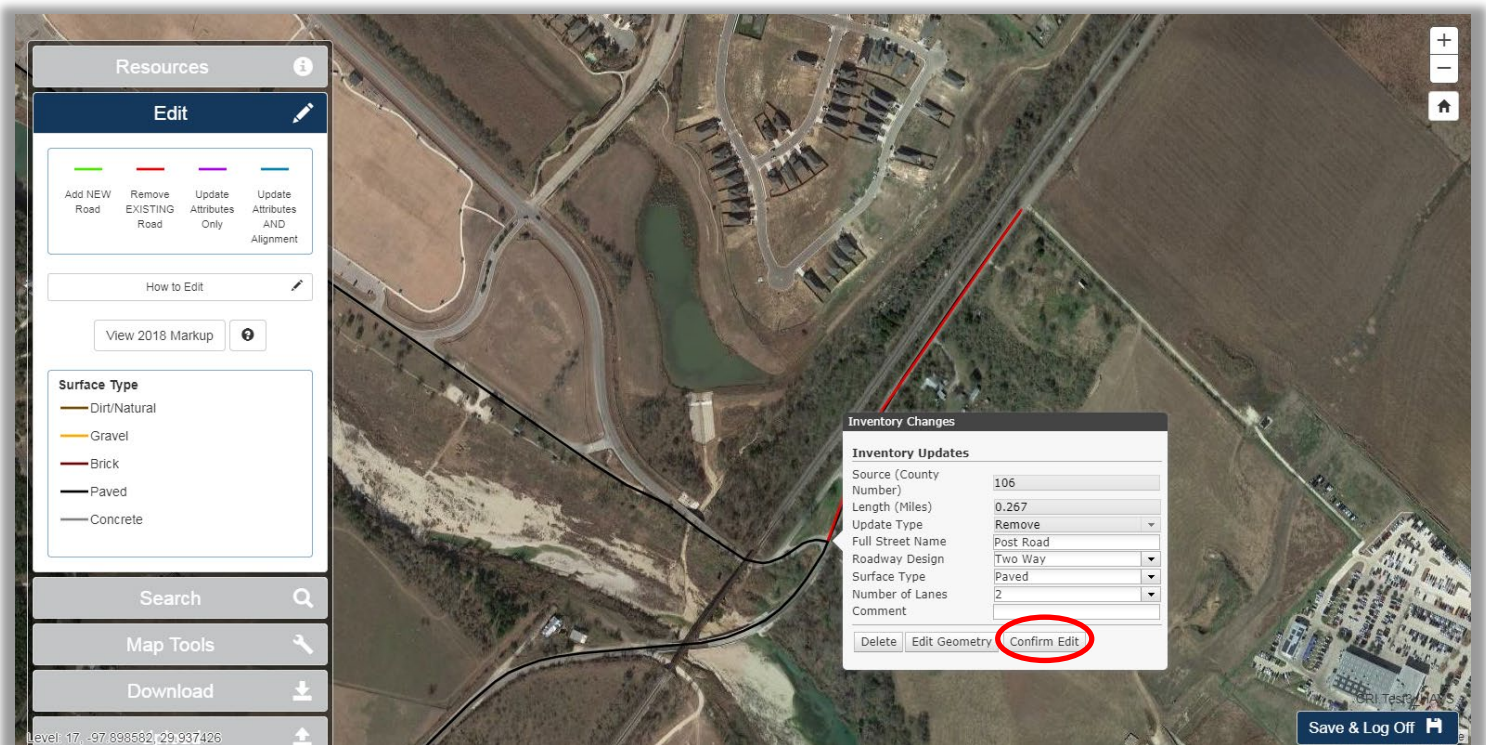 Resources
Edit
Add NEW Road
Remove EXISTING Road
Update Attributes Only
Update Attributes AND Alignment
How to Edit
View 2018 Markup
Surface Type
Dirt/Natural
Gravel
Brick
Paved
Concrete
Search
Map Tools
Download
Level: 17, -97.898582, 29.937426
+
−
Inventory Changes
Inventory Updates
Source (County Number) 106
Length (Miles) 0.267
Update Type Remove
Full Street Name Post Road
Roadway Design Two Way
Surface Type Paved
Number of Lanes 2
Comment
Delete Edit Geometry Confirm Edit
Save & Log Off